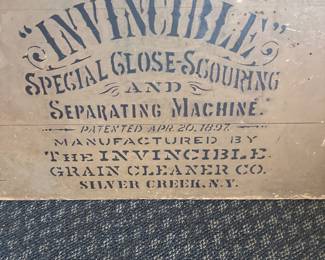 "INVINCIBLE"
SPECIAL CLOSE-SCOURING
AND
SEPARATING MACHINE.
PATENTED APR. 20. 1897.
MANUFACTURED BY
THE INVINCIBLE
GRAIN CLEANER CO.
SILVER CREEK, N.Y.